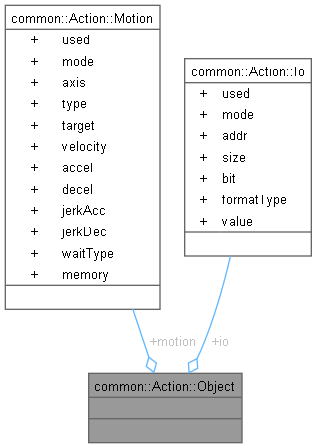 common::Action::Motion
+ used
+ mode
+ axis
+ type
+ target
+ velocity
+ accel
+ decel
+ jerkAcc
+ jerkDec
+ waitType
+ memory
common::Action::Io
+ used
+ mode
+ addr
+ size
+ bit
+ formatType
+ value
+motion
+io
common::Action::Object